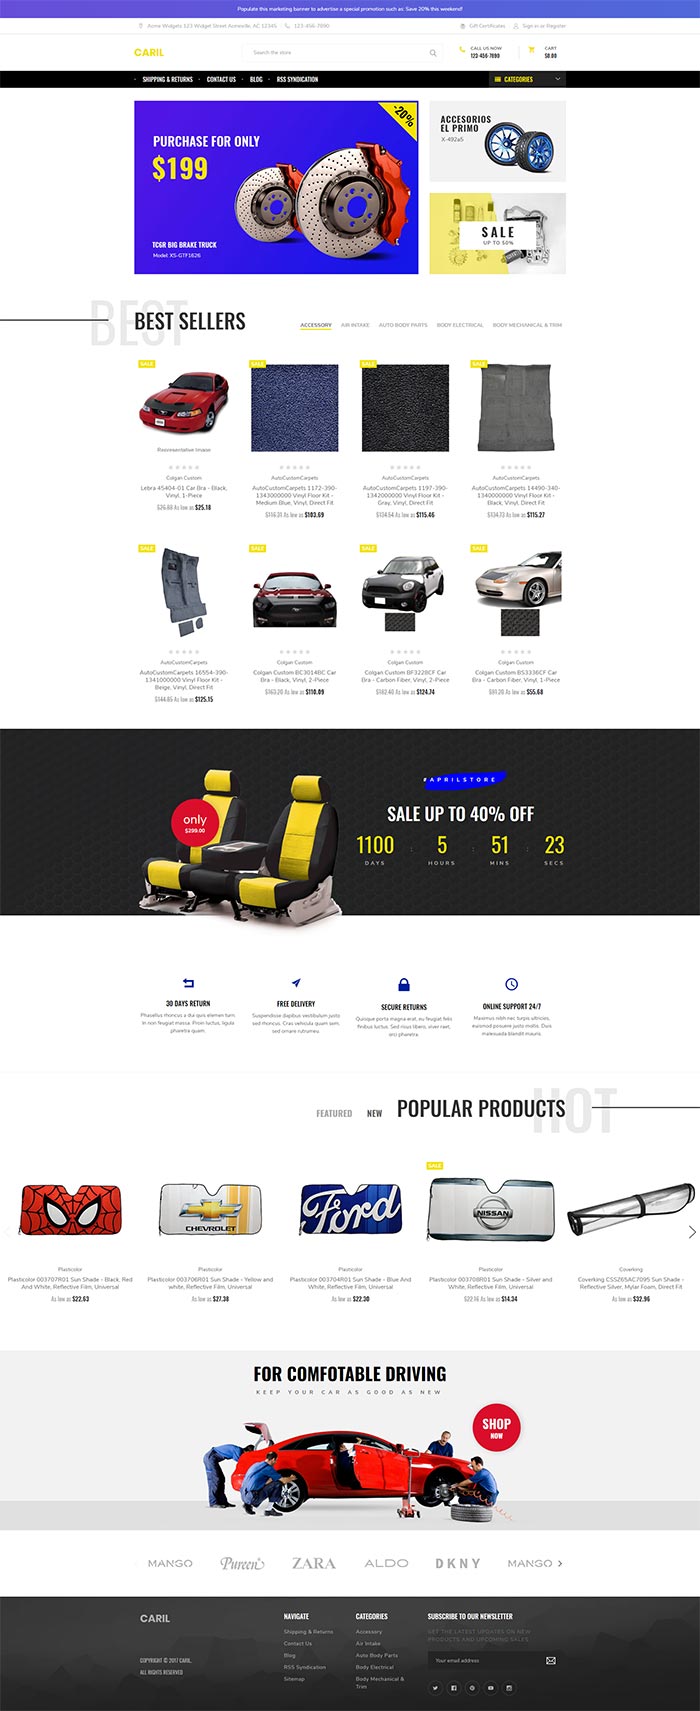 Populate this marketing banner to advertise a special promotion such as: Save 20% this weekend!
Acme Widgets 123 Widget Street Acmeville, AC 12345
123-456-7890
Gift Certificates
Sign in or Register
CARIL
Search the store
CALL US NOW
123-456-7890
CART
$0.00
SHIPPING & RETURNS
CONTACT US
BLOG
RSS SYNDICATION
CATEGORIES
PURCHASE FOR ONLY
$199
-20%
TCGR BIG BRAKE TRUCK
Model: XS-GTF1626
ACCESORIOS
EL PRIMO
X-492a5
SALE
UP TO 50%
BEST
BEST SELLERS
ACCESSORY
AIR INTAKE
AUTO BODY PARTS
BODY ELECTRICAL
BODY MECHANICAL & TRIM
SALE
SALE
SALE
SALE
Representative Image
Colgan Custom
Lebra 45404-01 Car Bra - Black,
Vinyl, 1-Piece
$26.88 As low as $25.18
AutoCustomCarpets
AutoCustomCarpets 1172-390-
1343000000 Vinyl Floor Kit -
Medium Blue, Vinyl, Direct Fit
$116.31 As low as $103.69
AutoCustomCarpets
AutoCustomCarpets 1197-390-
1342000000 Vinyl Floor Kit -
Gray, Vinyl, Direct Fit
$134.54 As low as $115.46
AutoCustomCarpets
AutoCustomCarpets 14490-340-
1340000000 Vinyl Floor Kit -
Black, Vinyl, Direct Fit
$134.73 As low as $115.27
SALE
SALE
SALE
SALE
AutoCustomCarpets
AutoCustomCarpets 16554-390-
1341000000 Vinyl Floor Kit -
Beige, Vinyl, Direct Fit
$144.85 As low as $125.15
Colgan Custom
Colgan Custom BC3014BC Car
Bra - Black, Vinyl, 2-Piece
$163.20 As low as $110.09
Colgan Custom
Colgan Custom BF3228CF Car
Bra - Carbon Fiber, Vinyl, 2-Piece
$182.40 As low as $124.74
Colgan Custom
Colgan Custom BS3336CF Car
Bra - Carbon Fiber, Vinyl, 1-Piece
$81.20 As low as $55.68
only
$299.00
#APRILSTORE
SALE UP TO 40% OFF
1100 : 5 : 51 : 23
DAYS HOURS MINS SECS
30 DAYS RETURN
Phasellus rhoncus a dia quis elemen tum
in non feugiat massa. Proin luctus, ligula
pharetra quam.
FREE DELIVERY
Suspendisse dapibus vestibulum justo
sed rhoncus. Cras vehicula quam sem,
sed ornare rutrumeu.
SECURE RETURNS
Quisque porta magna erat, eu feugiat felis
finibus luctus. Sed risus libero, viver raet,
orci pharetra.
ONLINE SUPPORT 24/7
Maximus nibh nec turpis ultricies,
euismod posuere justo mollis. Duis
malesuada blandit mauris.
FEATURED
NEW
POPULAR PRODUCTS
HOT
SALE
CHEVROLET
Ford
NISSAN
Plasticolor
Plasticolor 003707R01 Sun Shade - Black, Red
And White, Reflective Film, Universal
As low as $22.63
Plasticolor
Plasticolor 003706R01 Sun Shade - Yellow and
white, Reflective Film, Universal
As low as $27.38
Plasticolor
Plasticolor 003704R01 Sun Shade - Blue And
White, Reflective Film, Universal
As low as $22.30
Plasticolor
Plasticolor 003708R01 Sun Shade - Silver and
White, Reflective Film, Universal
$22.16 As low as $14.34
Coverking
Coverking CSSZ65AC7095 Sun Shade -
Reflective Silver, Mylar Foam, Direct Fit
As low as $32.96
FOR COMFOTABLE DRIVING
KEEP YOUR CAR AS GOOD AS NEW
SHOP
NOW
MANGO
Pureen
ZARA
ALDO
DKNY
MANGO
CARIL
COPYRIGHT © 2017 CARIL.
ALL RIGHTS RESERVED
NAVIGATE
Shipping & Returns
Contact Us
Blog
RSS Syndication
Sitemap
CATEGORIES
Accessory
Air Intake
Auto Body Parts
Body Electrical
Body Mechanical &
Trim
SUBSCRIBE TO OUR NEWSLETTER
GET THE LATEST UPDATES ON NEW
PRODUCTS AND UPCOMING SALES
Your email address